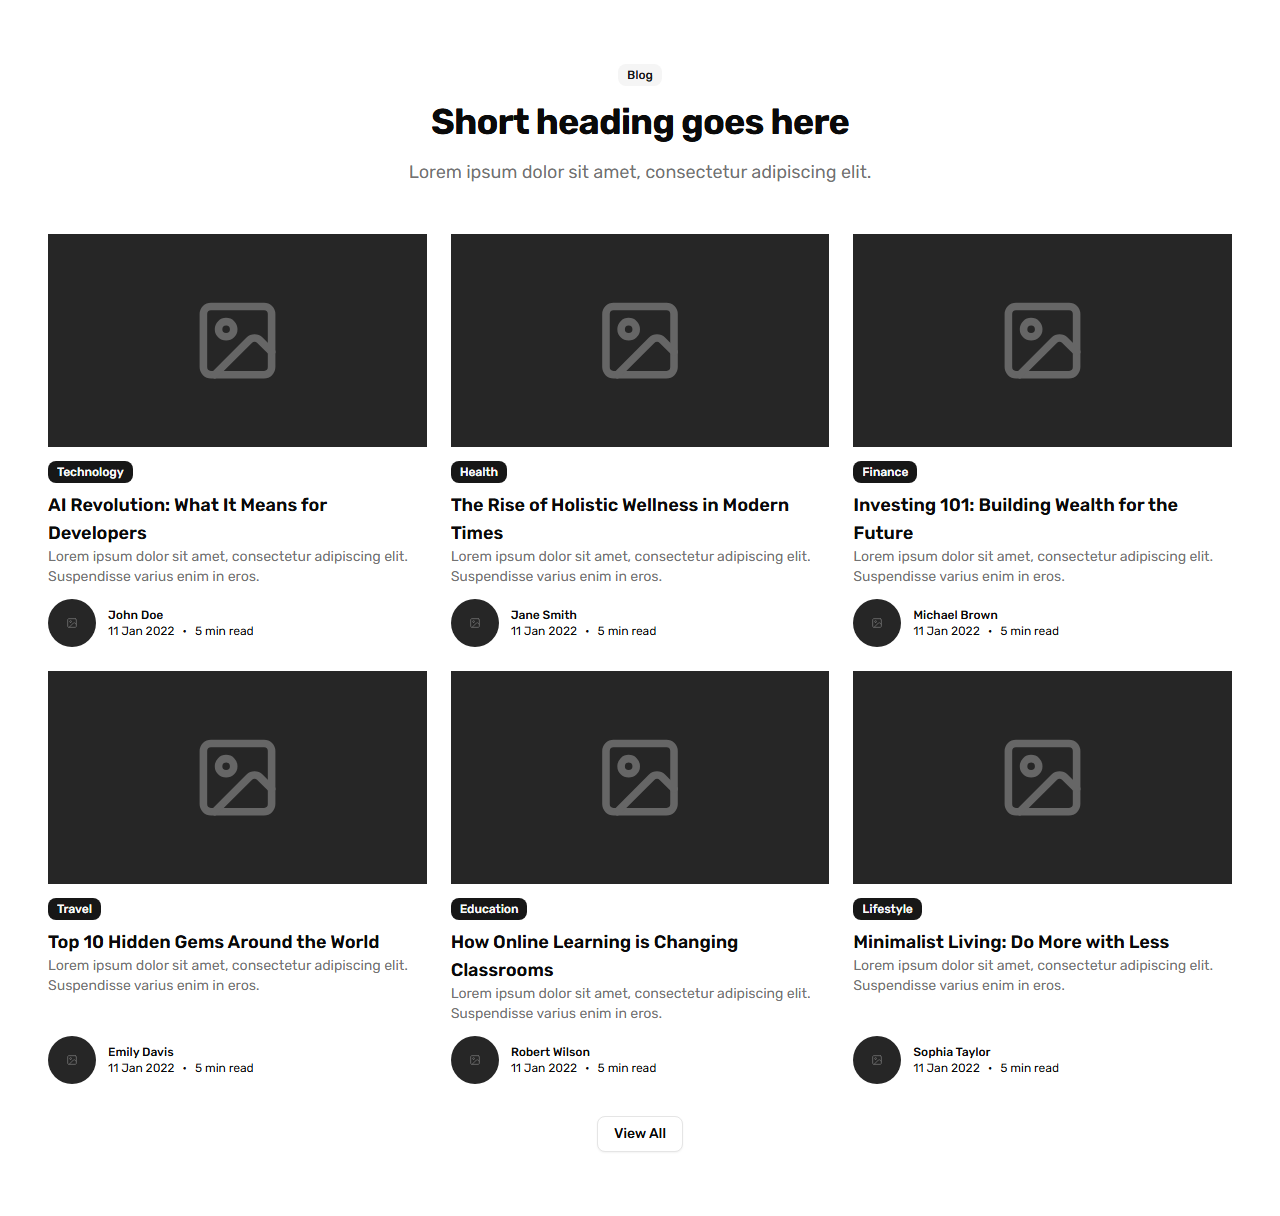 Blog
Short heading goes here
Lorem ipsum dolor sit amet, consectetur adipiscing elit.
Technology
AI Revolution: What It Means for
Developers
Lorem ipsum dolor sit amet, consectetur adipiscing elit.
Suspendisse varius enim in eros.
John Doe
11 Jan 2022 • 5 min read
Health
The Rise of Holistic Wellness in Modern
Times
Lorem ipsum dolor sit amet, consectetur adipiscing elit.
Suspendisse varius enim in eros.
Jane Smith
11 Jan 2022 • 5 min read
Finance
Investing 101: Building Wealth for the
Future
Lorem ipsum dolor sit amet, consectetur adipiscing elit.
Suspendisse varius enim in eros.
Michael Brown
11 Jan 2022 • 5 min read
Travel
Top 10 Hidden Gems Around the World
Lorem ipsum dolor sit amet, consectetur adipiscing elit.
Suspendisse varius enim in eros.
Emily Davis
11 Jan 2022 • 5 min read
Education
How Online Learning is Changing
Classrooms
Lorem ipsum dolor sit amet, consectetur adipiscing elit.
Suspendisse varius enim in eros.
Robert Wilson
11 Jan 2022 • 5 min read
Lifestyle
Minimalist Living: Do More with Less
Lorem ipsum dolor sit amet, consectetur adipiscing elit.
Suspendisse varius enim in eros.
Sophia Taylor
11 Jan 2022 • 5 min read
View All